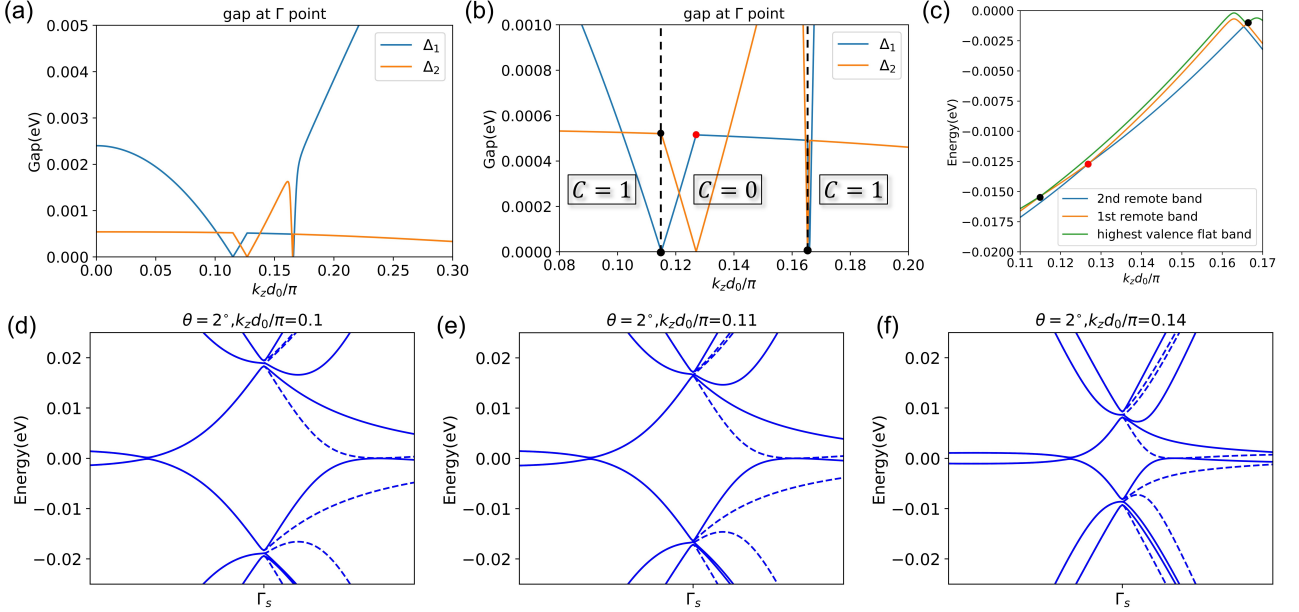 (a)
gap at Γ point
Gap(eV)
0.005
0.004
0.003
0.002
0.001
0.000
Δ1
Δ2
0.00 0.05 0.10 0.15 0.20 0.25 0.30
kzd0/π
(b)
gap at Γ point
Gap(eV)
0.0010
0.0008
0.0006
0.0004
0.0002
0.0000
Δ1
Δ2
C = 1
C = 0
C = 1
0.08 0.10 0.12 0.14 0.16 0.18 0.20
kzd0/π
(c)
Energy(eV)
0.0000
−0.0025
−0.0050
−0.0075
−0.0100
−0.0125
−0.0150
−0.0175
−0.0200
2nd remote band
1st remote band
highest valence flat band
0.11 0.12 0.13 0.14 0.15 0.16 0.17
kzd0/π
(d)
θ = 2°,kzd0/π=0.1
Energy(eV)
0.02
0.01
0.00
−0.01
−0.02
Γs
(e)
θ = 2°,kzd0/π=0.11
Energy(eV)
0.02
0.01
0.00
−0.01
−0.02
Γs
(f)
θ = 2°,kzd0/π=0.14
Energy(eV)
0.02
0.01
0.00
−0.01
−0.02
Γs